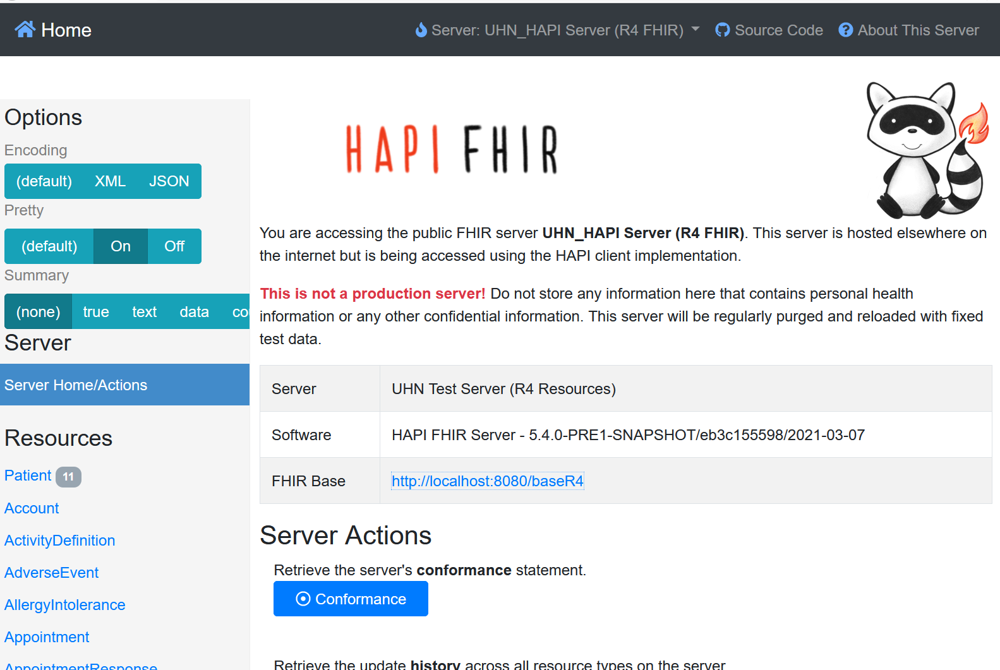 Home
Server: UHN_HAPI Server (R4 FHIR)
Source Code
About This Server
Options
Encoding
(default) XML JSON
Pretty
(default) On Off
Summary
(none) true text data
Server
Server Home/Actions
Resources
Patient 11
Account
ActivityDefinition
AdverseEvent
AllergyIntolerance
Appointment
AppointmentResponse
HAPI FHIR
You are accessing the public FHIR server UHN_HAPI Server (R4 FHIR). This server is hosted elsewhere on
the internet but is being accessed using the HAPI client implementation.
This is not a production server! Do not store any information here that contains personal health
information or any other confidential information. This server will be regularly purged and reloaded with fixed
test data.
Server UHN Test Server (R4 Resources)
Software HAPI FHIR Server - 5.4.0-PRE1-SNAPSHOT/eb3c155598/2021-03-07
FHIR Base http://localhost:8080/baseR4
Server Actions
Retrieve the server's conformance statement.
Conformance
Retrieve the update history across all resource types on the server